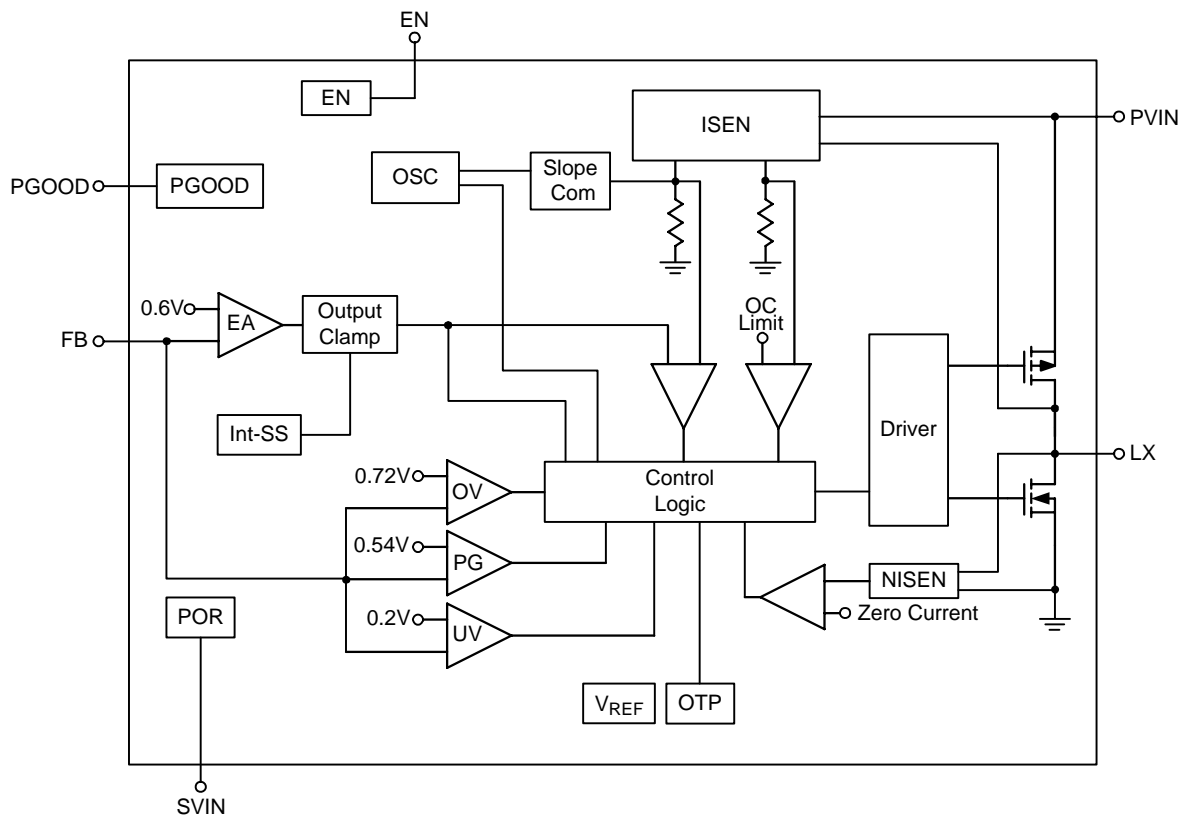 EN
EN
ISEN
PVIN
PGOOD
PGOOD
OSC
Slope
Com
0.6V
EA
Output
Clamp
OC
Limit
FB
Int-SS
Driver
LX
0.72V
OV
Control
Logic
0.54V
PG
NISEN
POR
0.2V
UV
Zero Current
VREF
OTP
SVIN